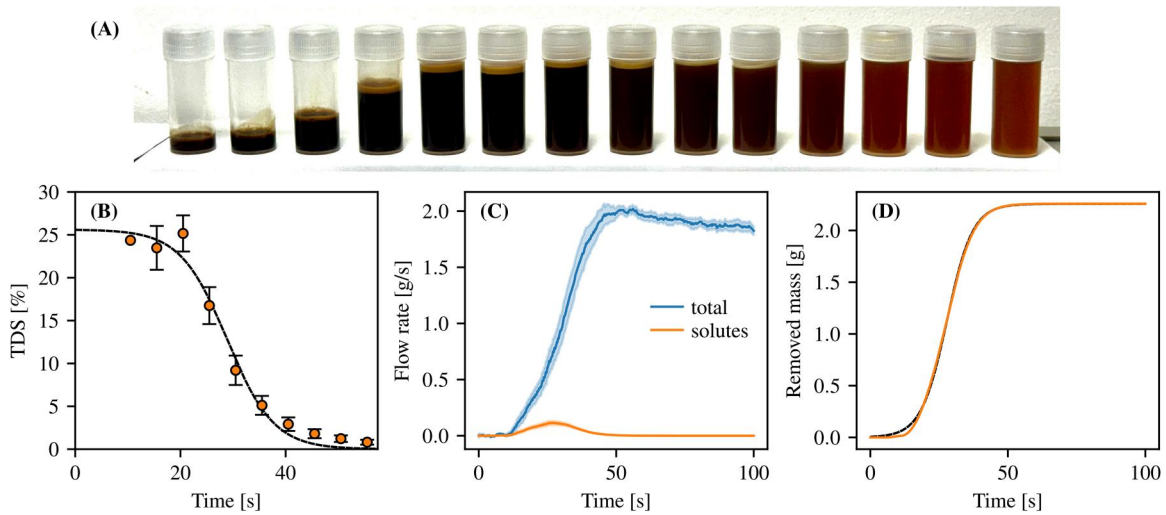 (A)
(B)
30
25
20
15
10
5
0
TDS [%]
0
20
40
Time [s]
(C)
2.0
1.5
1.0
0.5
0.0
Flow rate [g/s]
total
solutes
0
50
100
Time [s]
(D)
2.0
1.5
1.0
0.5
0.0
Removed mass [g]
0
50
100
Time [s]